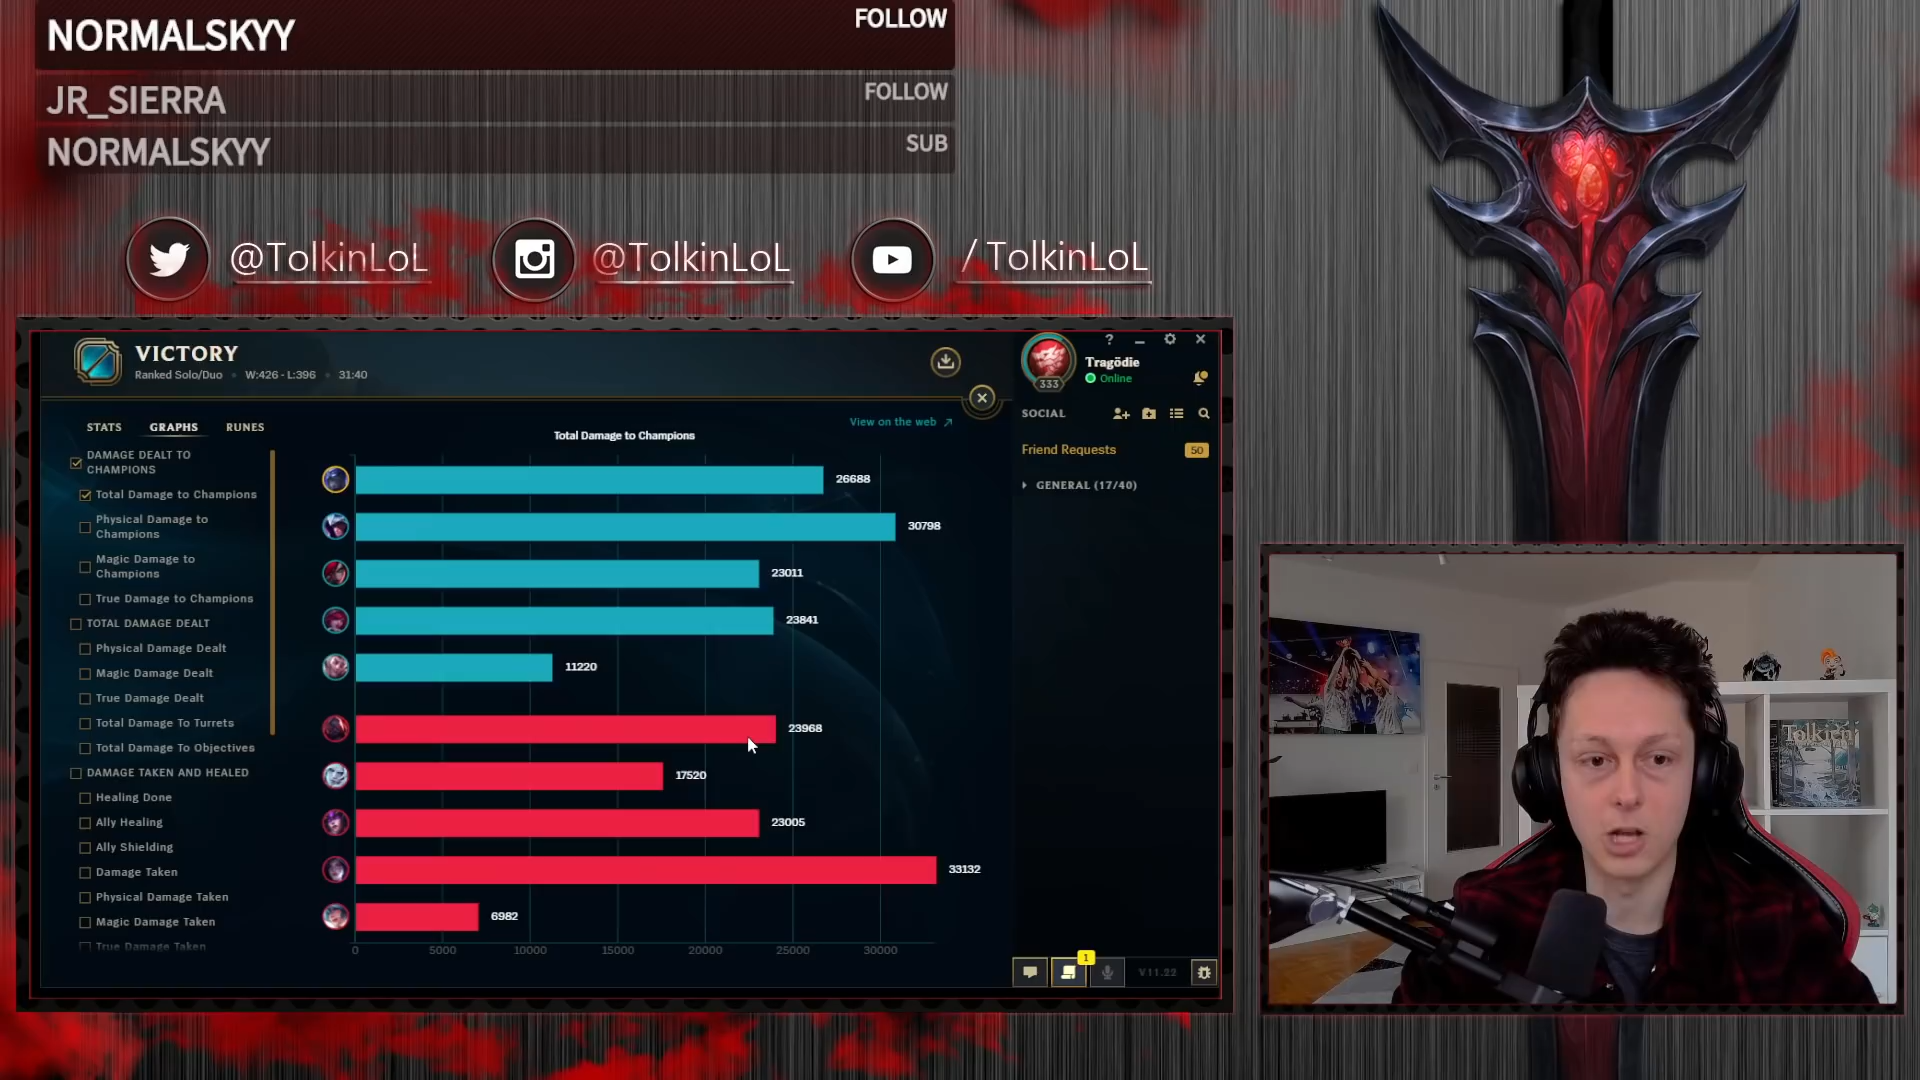 NORMALSKYY FOLLOW
JR_SIERRA FOLLOW
NORMALSKYY SUB
@TolkinLoL @TolkinLoL / TolkinLoL
VICTORY
Ranked Solo/Duo • W:426 - L:396 • 31:40
333
Tragödie
Online
STATS GRAPHS RUNES
View on the web
SOCIAL
Friend Requests 50
GENERAL (17/40)
DAMAGE DEALT TO
CHAMPIONS
Total Damage to Champions
Physical Damage to
Champions
Magic Damage to
Champions
True Damage to Champions
TOTAL DAMAGE DEALT
Physical Damage Dealt
Magic Damage Dealt
True Damage Dealt
Total Damage To Turrets
Total Damage To Objectives
DAMAGE TAKEN AND HEALED
Healing Done
Ally Healing
Ally Shielding
Damage Taken
Physical Damage Taken
Magic Damage Taken
True Damage Taken
Total Damage to Champions
26688
30798
23011
23841
11220
23968
17520
23005
33132
6982
0 5000 10000 15000 20000 25000 30000
1
V11.22
Tolkien